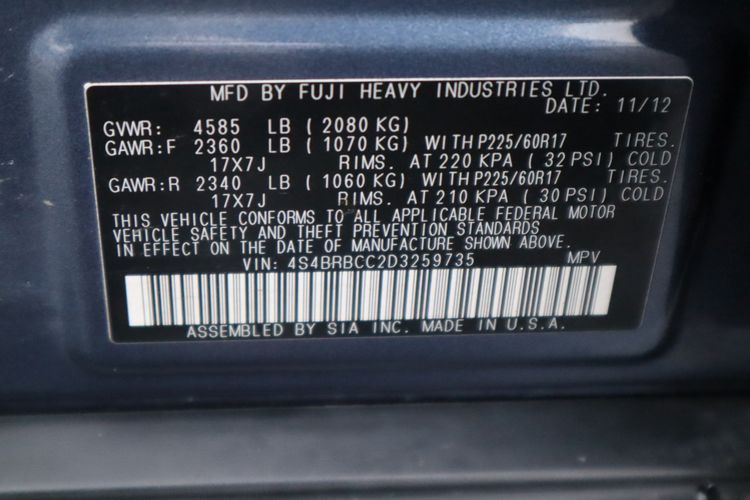 MFD BY FUJI HEAVY INDUSTRIES LTD.
DATE: 11/12
GVWR: 4585 LB ( 2080 KG)
GAWR:F 2360 LB ( 1070 KG) WITH P225/60R17 TIRES.
17X7J RIMS. AT 220 KPA ( 32 PSI) COLD
GAWR:R 2340 LB ( 1060 KG) WITH P225/60R17 TIRES.
17X7J RIMS. AT 210 KPA ( 30 PSI) COLD
THIS VEHICLE CONFORMS TO ALL APPLICABLE FEDERAL MOTOR
VEHICLE SAFETY AND THEFT PREVENTION STANDARDS
IN EFFECT ON THE DATE OF MANUFACTURE SHOWN ABOVE.
VIN: 4S4BRBCC2D3259735 MPV
ASSEMBLED BY SIA INC. MADE IN U.S.A.